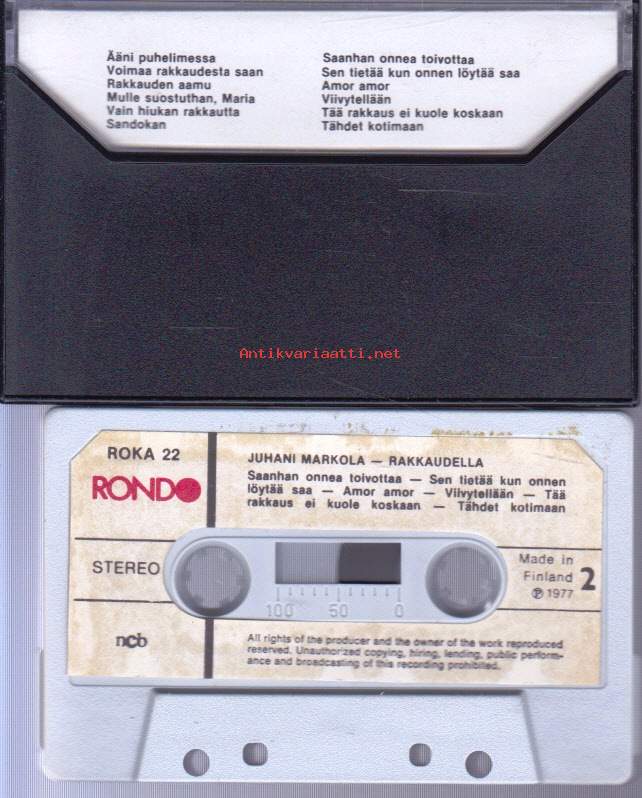 Ääni puhelimessa
Voimaa rakkaudesta saan
Rakkauden aamu
Mulle suostuthan, Maria
Vain hiukan rakkautta
Sandokan
Saanhan onnea toivottaa
Sen tietää kun onnen löytää saa
Amor amor
Viivytellään
Tää rakkaus ei kuole koskaan
Tähdet kotimaan
Antikvariaatti.net
ROKA 22
RONDO
STEREO
ncb
JUHANI MARKOLA — RAKKAUDELLA
Saanhan onnea toivottaa — Sen tietää kun onnen
löytää saa — Amor amor — Viivytellään — Tää
rakkaus ei kuole koskaan — Tähdet kotimaan
100 50 0
Made in
Finland
℗ 1977
2
All rights of the producer and the owner of the work reproduced
reserved. Unauthorized copying, hiring, lending, public perform-
ance and broadcasting of this recording prohibited.